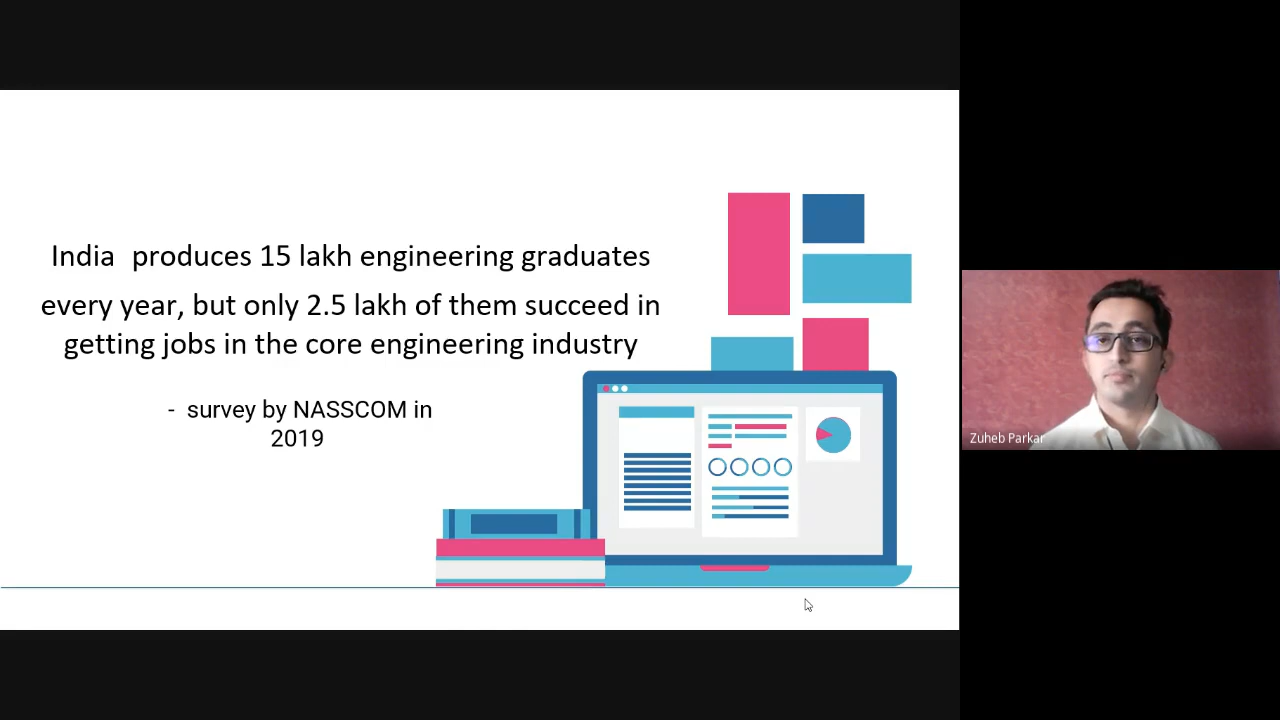 India  produces 15 lakh engineering graduates
every year, but only 2.5 lakh of them succeed in
getting jobs in the core engineering industry
-  survey by NASSCOM in
2019
Zuheb Parkar